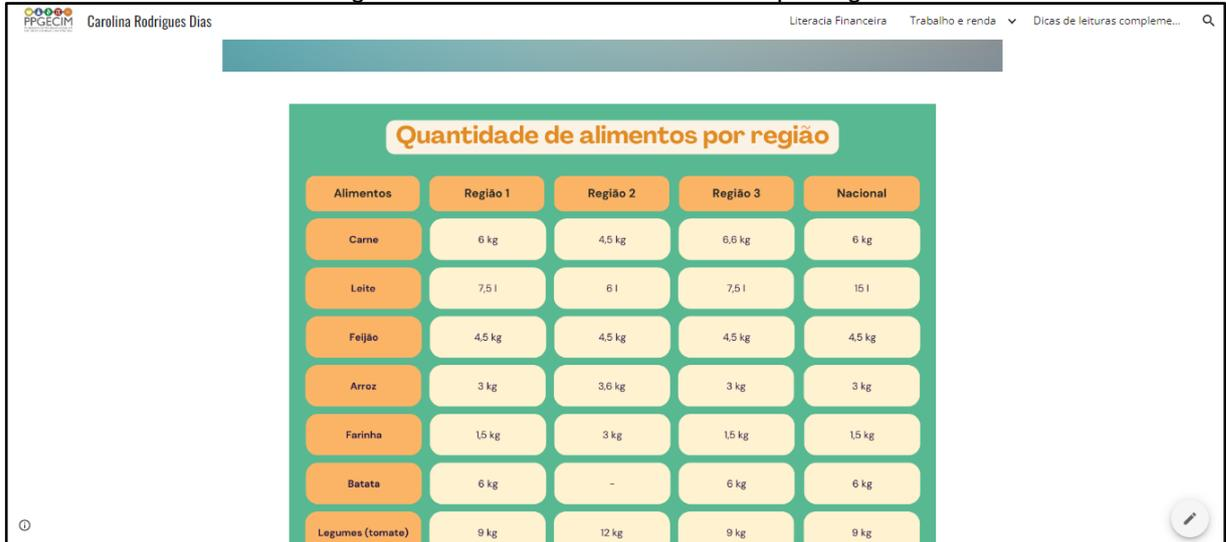 PPGECIM Carolina Rodrigues Dias Literacia Financeira Trabalho e renda Dicas de leituras compleme...
Quantidade de alimentos por região
Alimentos Região 1 Região 2 Região 3 Nacional
Carne 6 kg 4,5 kg 6,6 kg 6 kg
Leite 7,5 l 6 l 7,5 l 15 l
Feijão 4,5 kg 4,5 kg 4,5 kg 4,5 kg
Arroz 3 kg 3,6 kg 3 kg 3 kg
Farinha 1,5 kg 3 kg 1,5 kg 1,5 kg
Batata 6 kg - 6 kg 6 kg
Legumes (tomate) 9 kg 12 kg 9 kg 9 kg